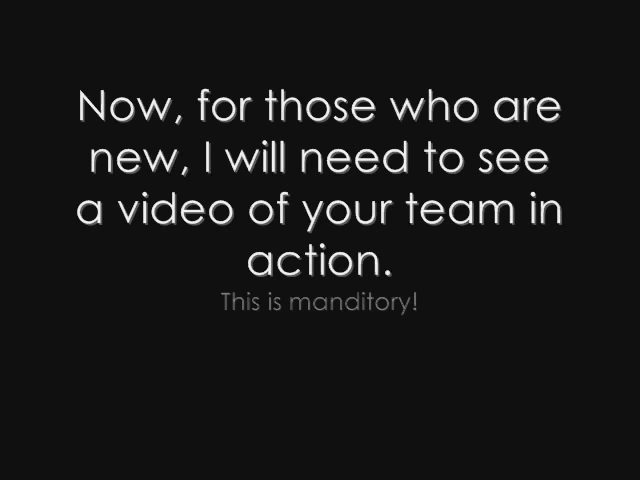 Now, for those who are
new, I will need to see
a video of your team in
action.
This is manditory!